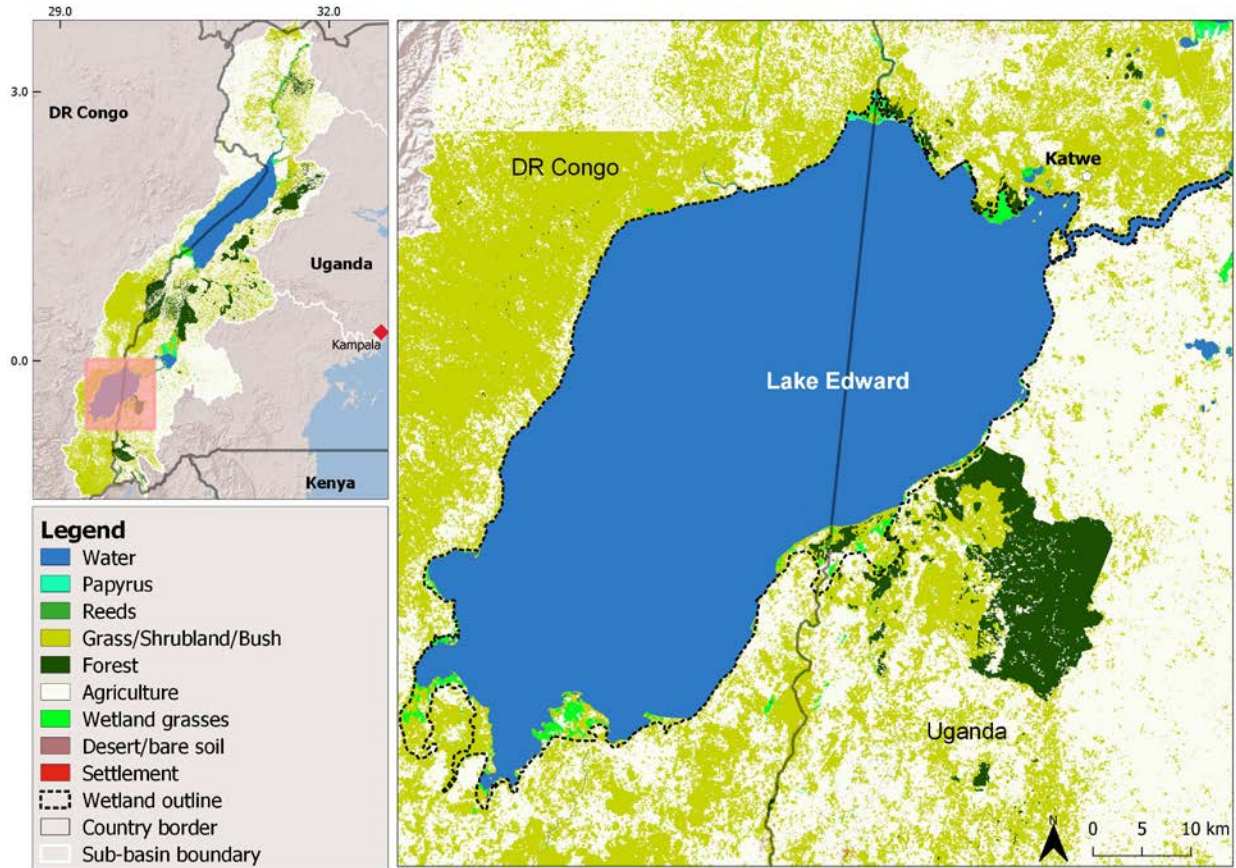 29.0
32.0
3.0
DR Congo
Uganda
Kampala
0.0
Kenya
Legend
Water
Papyrus
Reeds
Grass/Shrubland/Bush
Forest
Agriculture
Wetland grasses
Desert/bare soil
Settlement
Wetland outline
Country border
Sub-basin boundary
DR Congo
Katwe
Lake Edward
Uganda
N
0 10 km